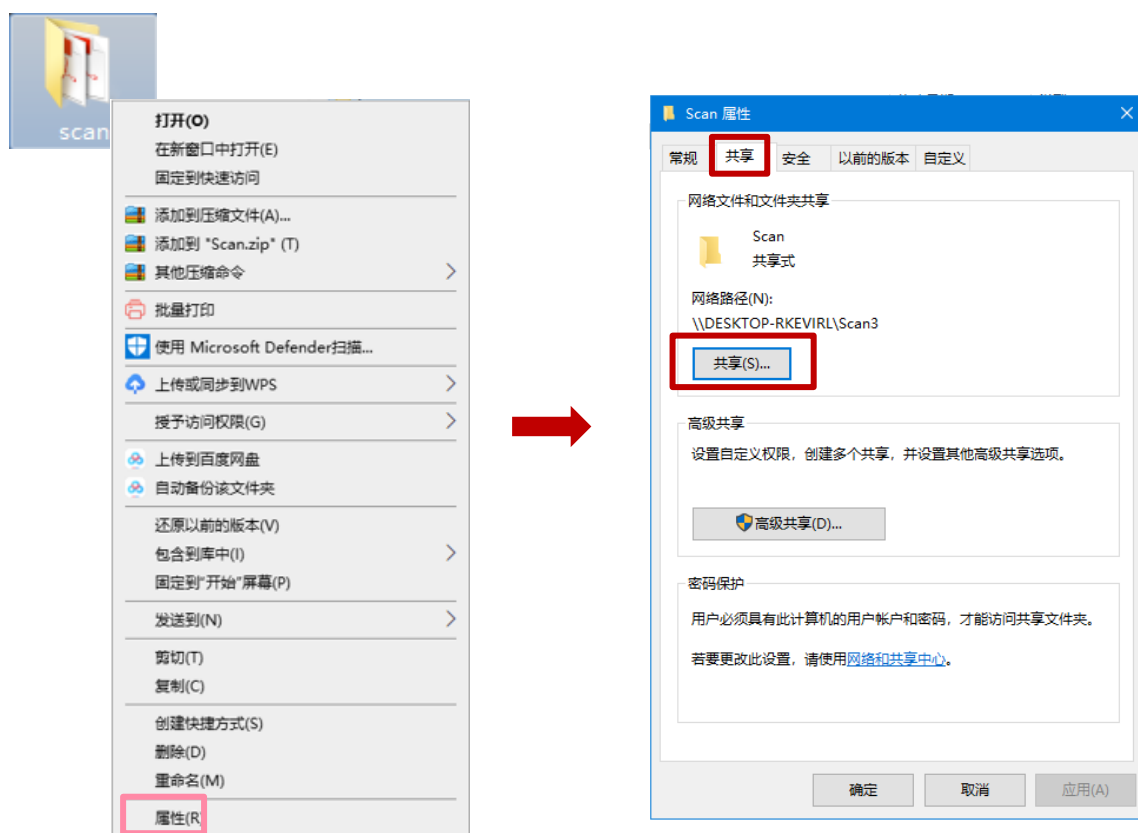 scan
打开(O)
在新窗口中打开(E)
固定到快速访问
添加到压缩文件(A)...
添加到 "Scan.zip" (T)
其他压缩命令
批量打印
使用 Microsoft Defender扫描...
上传或同步到WPS
授予访问权限(G)
上传到百度网盘
自动备份该文件夹
还原以前的版本(V)
包含到库中(I)
固定到"开始"屏幕(P)
发送到(N)
剪切(T)
复制(C)
创建快捷方式(S)
删除(D)
重命名(M)
属性(R
Scan 属性
常规 共享 安全 以前的版本 自定义
网络文件和文件夹共享
Scan
共享式
网络路径(N):
\\DESKTOP-RKEVIRL\Scan3
共享(S)...
高级共享
设置自定义权限，创建多个共享，并设置其他高级共享选项。
高级共享(D)...
密码保护
用户必须具有此计算机的用户帐户和密码，才能访问共享文件夹。
若要更改此设置，请使用网络和共享中心。
确定 取消 应用(A)